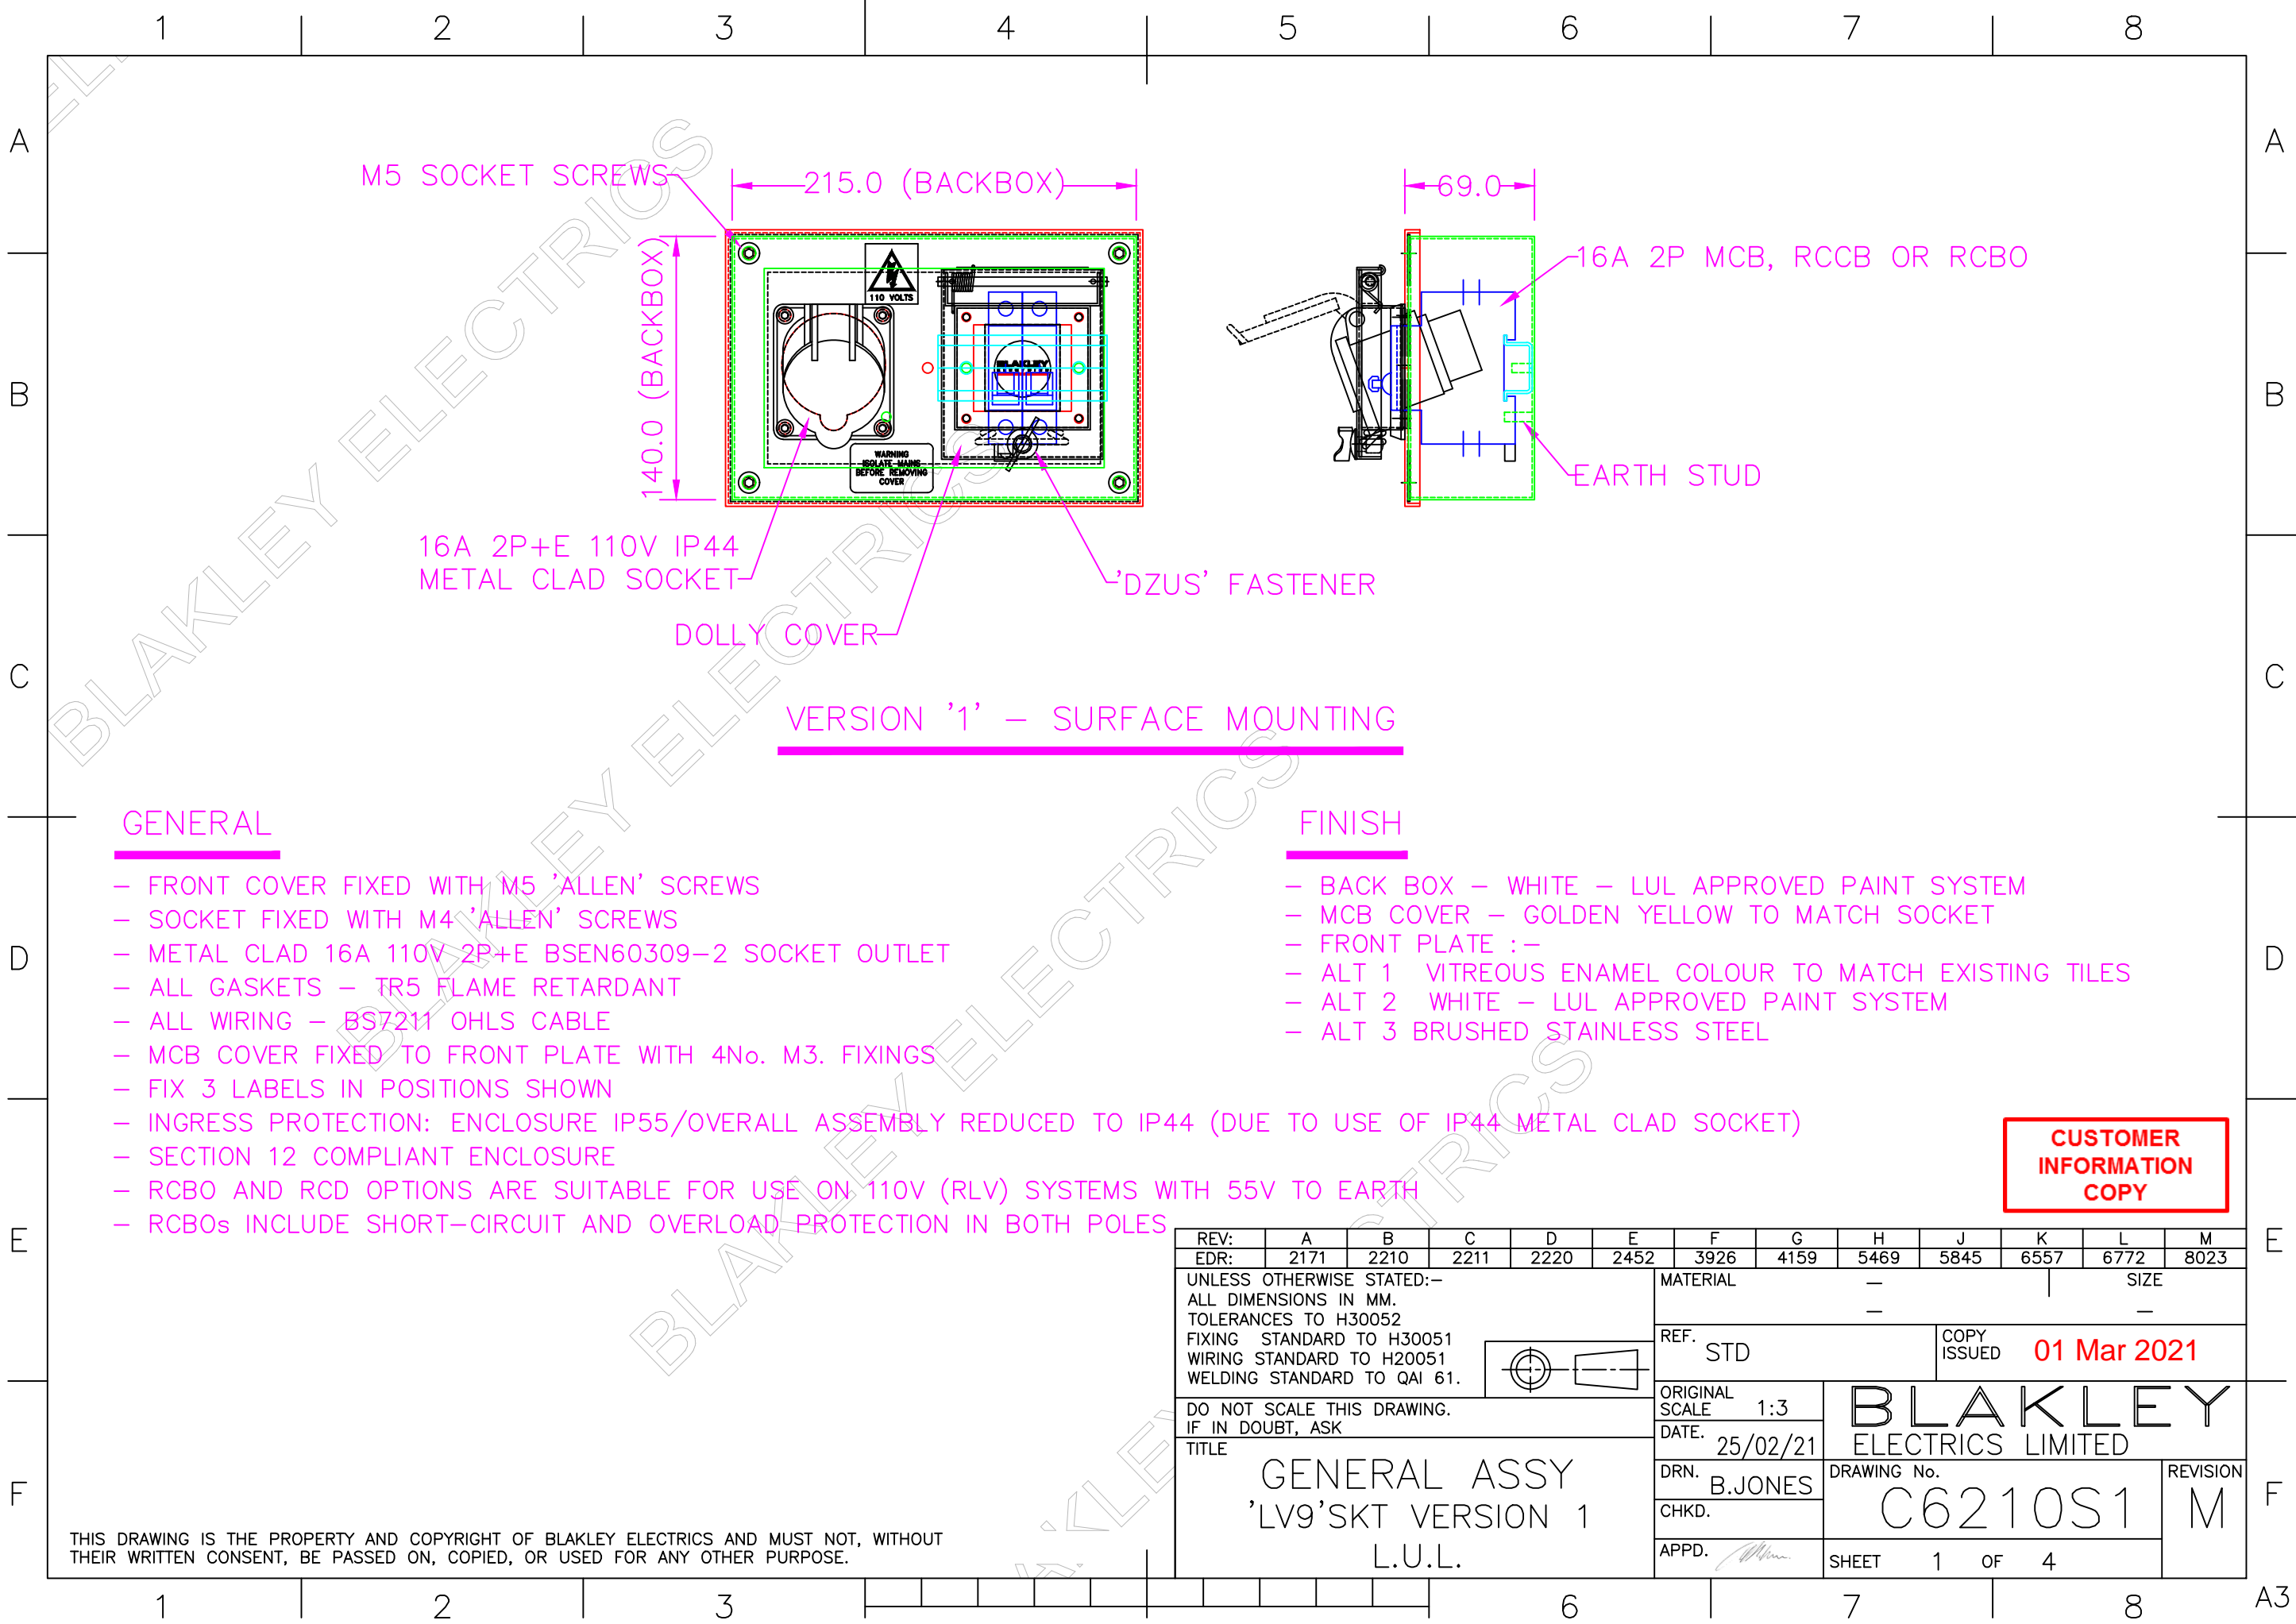 1 2 3 4 5 6 7 8
A A
B B
C C
D D
E E
F F
M5 SOCKET SCREWS
215.0 (BACKBOX)
69.0
140.0 (BACKBOX)
110 VOLTS
BLAKLEY
WARNING
ISOLATE MAINS
BEFORE REMOVING
COVER
16A 2P MCB, RCCB OR RCBO
EARTH STUD
16A 2P+E 110V IP44
METAL CLAD SOCKET
'DZUS' FASTENER
DOLLY COVER
VERSION '1' – SURFACE MOUNTING
GENERAL
– FRONT COVER FIXED WITH M5 'ALLEN' SCREWS
– SOCKET FIXED WITH M4 'ALLEN' SCREWS
– METAL CLAD 16A 110V 2P+E BSEN60309–2 SOCKET OUTLET
– ALL GASKETS – TR5 FLAME RETARDANT
– ALL WIRING – BS7211 OHLS CABLE
– MCB COVER FIXED TO FRONT PLATE WITH 4No. M3. FIXINGS
– FIX 3 LABELS IN POSITIONS SHOWN
– INGRESS PROTECTION: ENCLOSURE IP55/OVERALL ASSEMBLY REDUCED TO IP44 (DUE TO USE OF IP44 METAL CLAD SOCKET)
– SECTION 12 COMPLIANT ENCLOSURE
– RCBO AND RCD OPTIONS ARE SUITABLE FOR USE ON 110V (RLV) SYSTEMS WITH 55V TO EARTH
– RCBOs INCLUDE SHORT–CIRCUIT AND OVERLOAD PROTECTION IN BOTH POLES
FINISH
– BACK BOX – WHITE – LUL APPROVED PAINT SYSTEM
– MCB COVER – GOLDEN YELLOW TO MATCH SOCKET
– FRONT PLATE :–
– ALT 1 VITREOUS ENAMEL COLOUR TO MATCH EXISTING TILES
– ALT 2 WHITE – LUL APPROVED PAINT SYSTEM
– ALT 3 BRUSHED STAINLESS STEEL
CUSTOMER
INFORMATION
COPY
REV: A B C D E F G H J K L M
EDR: 2171 2210 2211 2220 2452 3926 4159 5469 5845 6557 6772 8023
UNLESS OTHERWISE STATED:–
ALL DIMENSIONS IN MM.
TOLERANCES TO H30052
FIXING STANDARD TO H30051
WIRING STANDARD TO H20051
WELDING STANDARD TO QAI 61.
DO NOT SCALE THIS DRAWING.
IF IN DOUBT, ASK
TITLE
GENERAL ASSY
'LV9'SKT VERSION 1
L.U.L.
MATERIAL – SIZE
– –
REF. STD
COPY ISSUED 01 Mar 2021
ORIGINAL SCALE 1:3
DATE. 25/02/21
DRN. B.JONES
CHKD.
APPD.
BLAKLEY
ELECTRICS LIMITED
DRAWING No.
C6210S1
REVISION
M
SHEET 1 OF 4
THIS DRAWING IS THE PROPERTY AND COPYRIGHT OF BLAKLEY ELECTRICS AND MUST NOT, WITHOUT
THEIR WRITTEN CONSENT, BE PASSED ON, COPIED, OR USED FOR ANY OTHER PURPOSE.
1 2 3 6 7 8
A3
BLAKLEY ELECTRICS
BLAKLEY ELECTRICS
BLAKLEY ELECTRICS
BLAKLEY ELECTRICS